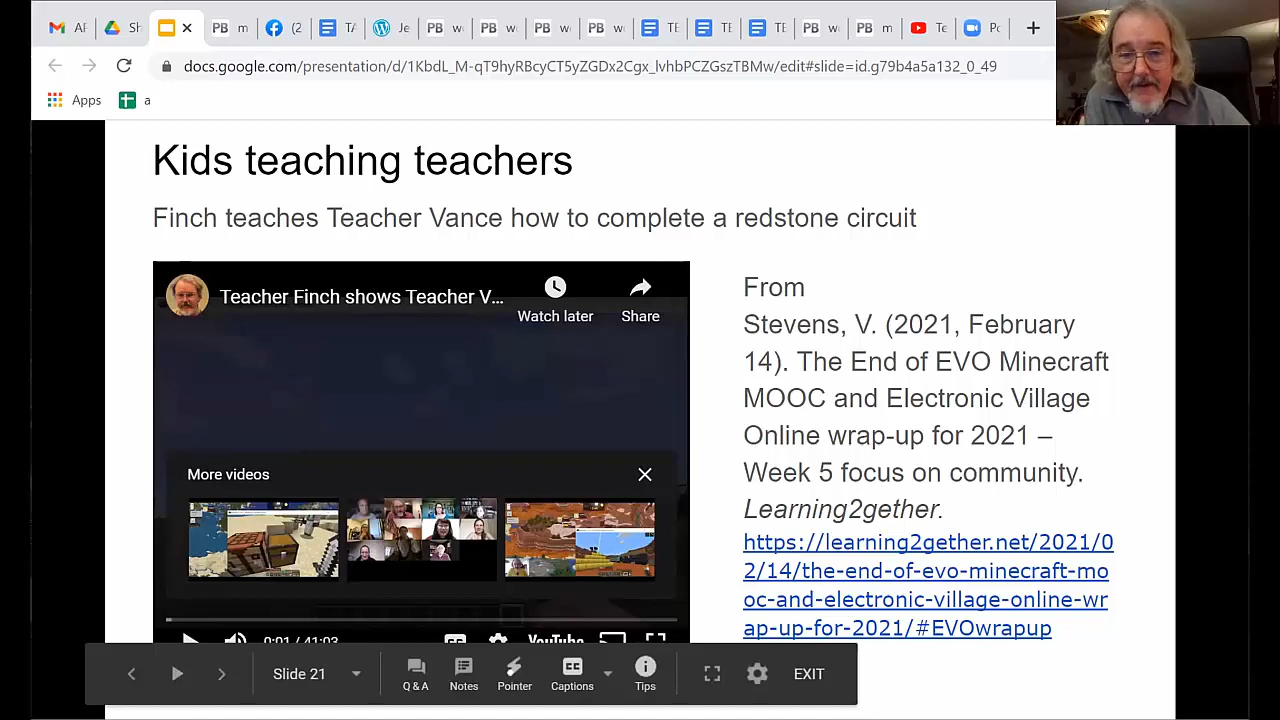 docs.google.com/presentation/d/1KbdL_M-qT9hyRBcyCT5yZGDx2Cgx_lvhbPCZGszTBMw/edit#slide=id.g79b4a5a132_0_49
Apps a
Kids teaching teachers
Finch teaches Teacher Vance how to complete a redstone circuit
Teacher Finch shows Teacher V...
Watch later
Share
More videos
0:01 / 41:03
YouTube
From
Stevens, V. (2021, February
14). The End of EVO Minecraft
MOOC and Electronic Village
Online wrap-up for 2021 –
Week 5 focus on community.
Learning2gether.
https://learning2gether.net/2021/0
2/14/the-end-of-evo-minecraft-mo
oc-and-electronic-village-online-wr
ap-up-for-2021/#EVOwrapup
Slide 21
Q & A
Notes
Pointer
Captions
Tips
EXIT